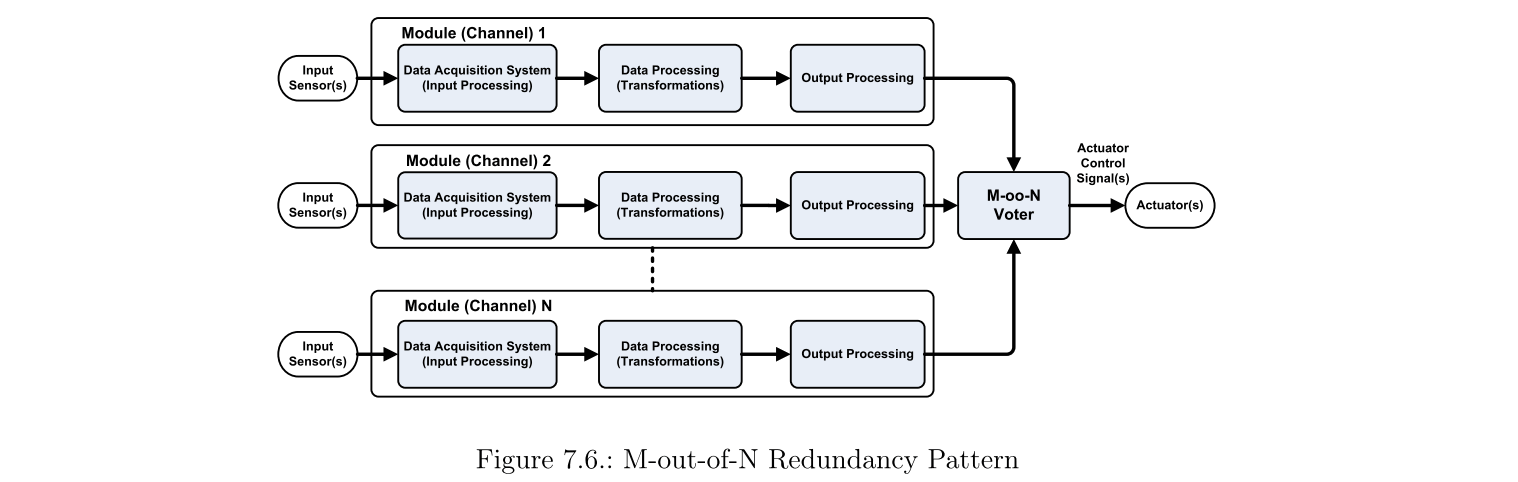 Module (Channel) 1
Input
Sensor(s)
Data Acquisition System
(Input Processing)
Data Processing
(Transformations)
Output Processing
Module (Channel) 2
Input
Sensor(s)
Data Acquisition System
(Input Processing)
Data Processing
(Transformations)
Output Processing
M-oo-N
Voter
Actuator
Control
Signal(s)
Actuator(s)
Module (Channel) N
Input
Sensor(s)
Data Acquisition System
(Input Processing)
Data Processing
(Transformations)
Output Processing
Figure 7.6.: M-out-of-N Redundancy Pattern